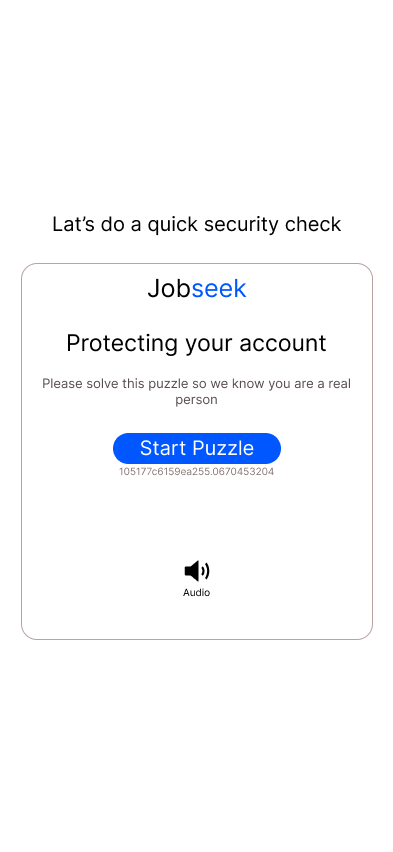 Lat’s do a quick security check
Jobseek
Protecting your account
Please solve this puzzle so we know you are a real
person
Start Puzzle
105177c6159ea255.0670453204
Audio